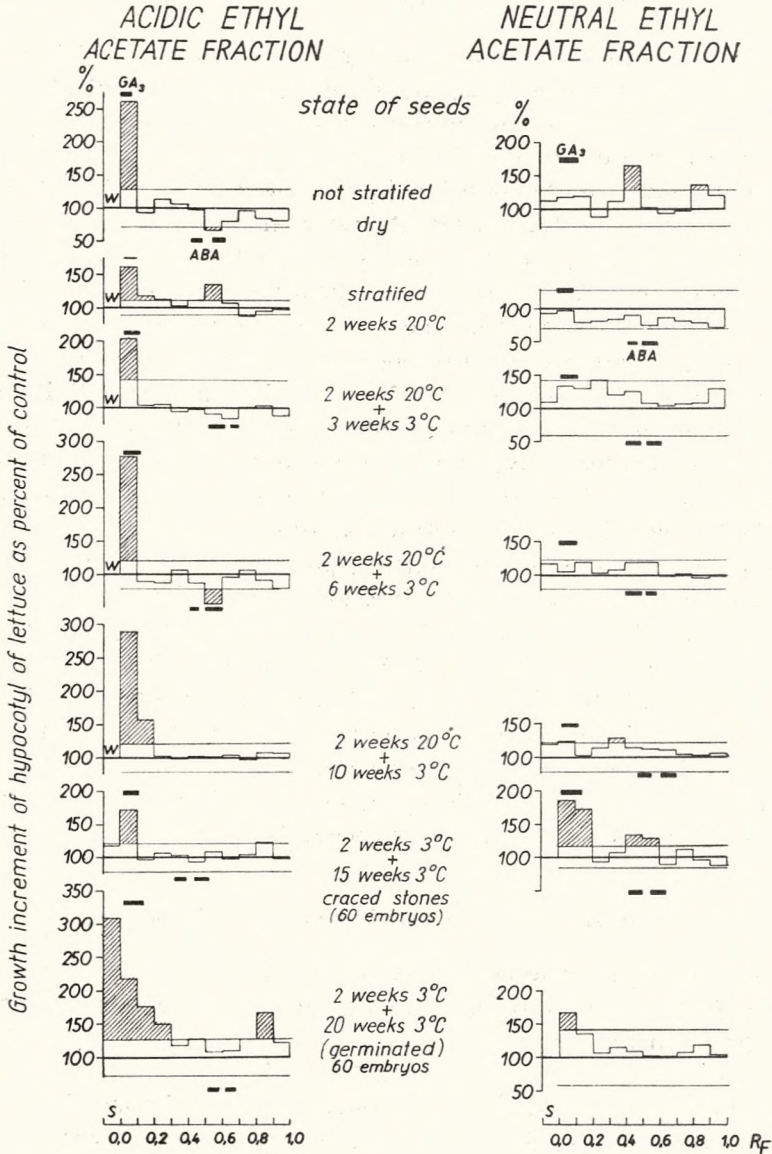 ACIDIC ETHYL
ACETATE FRACTION
NEUTRAL ETHYL
ACETATE FRACTION
Growth increment of hypocotyl of lettuce as percent of control
state of seeds
%
GA3
250
200
150
100
50
W
ABA
not stratifed
dry
%
200
150
100
50
GA3
150
100
W
stratifed
2 weeks 20°C
100
50
ABA
200
150
100
W
2 weeks 20°C
+
3 weeks 3°C
150
100
50
300
250
200
150
100
W
2 weeks 20°C
+
6 weeks 3°C
150
100
300
250
200
150
100
W
2 weeks 20°C
+
10 weeks 3°C
150
100
200
150
100
2 weeks 3°C
+
15 weeks 3°C
craced stones
(60 embryos)
200
150
100
350
300
250
200
150
100
2 weeks 3°C
+
20 weeks 3°C
(germinated)
60 embryos
200
150
100
50
S
0,0 0,2 0,4 0,6 0,8 1,0
S
0,0 0,2 0,4 0,6 0,8 1,0 RF